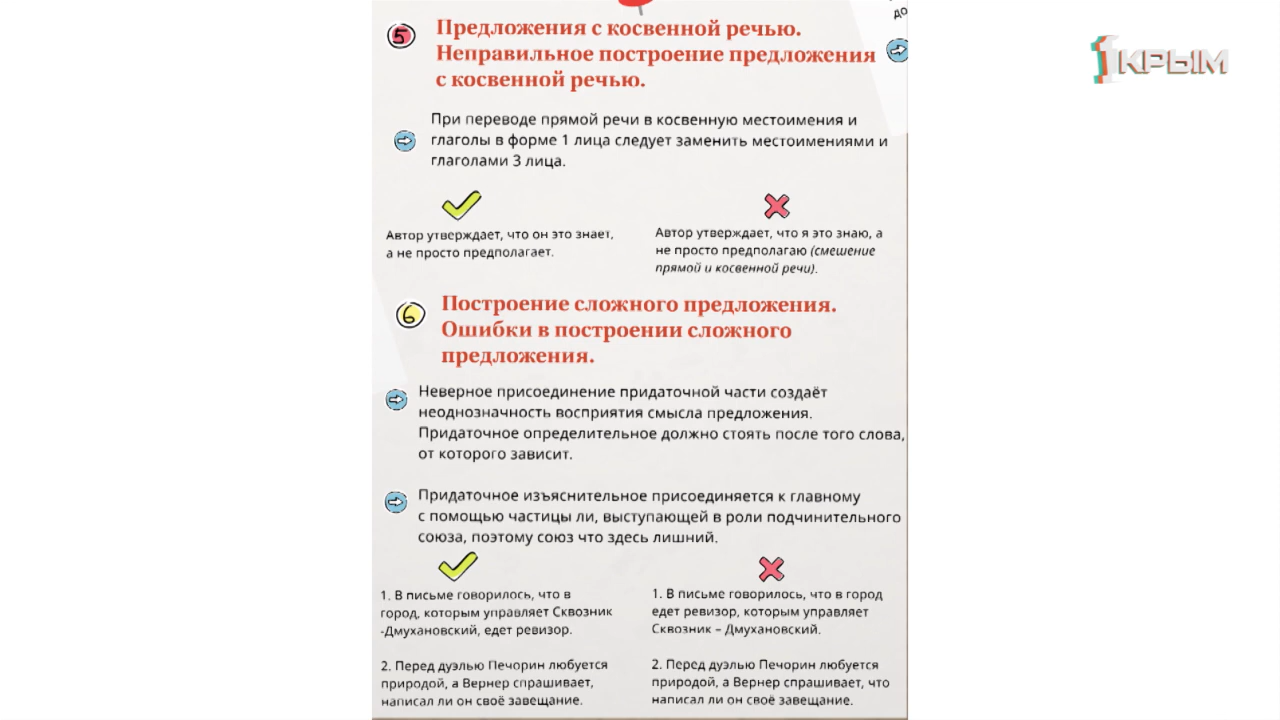 до
1КРЫМ
5
Предложения с косвенной речью.
Неправильное построение предложения
с косвенной речью.
При переводе прямой речи в косвенную местоимения и
глаголы в форме 1 лица следует заменить местоимениями и
глаголами 3 лица.
Автор утверждает, что он это знает,
а не просто предполагает.
Автор утверждает, что я это знаю, а
не просто предполагаю (смешение
прямой и косвенной речи).
6
Построение сложного предложения.
Ошибки в построении сложного
предложения.
Неверное присоединение придаточной части создаёт
неоднозначность восприятия смысла предложения.
Придаточное определительное должно стоять после того слова,
от которого зависит.
Придаточное изъяснительное присоединяется к главному
с помощью частицы ли, выступающей в роли подчинительного
союза, поэтому союз что здесь лишний.
1. В письме говорилось, что в
город, которым управляет Сквозник
-Дмухановский, едет ревизор.
2. Перед дуэлью Печорин любуется
природой, а Вернер спрашивает,
написал ли он своё завещание.
1. В письме говорилось, что в город
едет ревизор, которым управляет
Сквозник – Дмухановский.
2. Перед дуэлью Печорин любуется
природой, а Вернер спрашивает, что
написал ли он своё завещание.